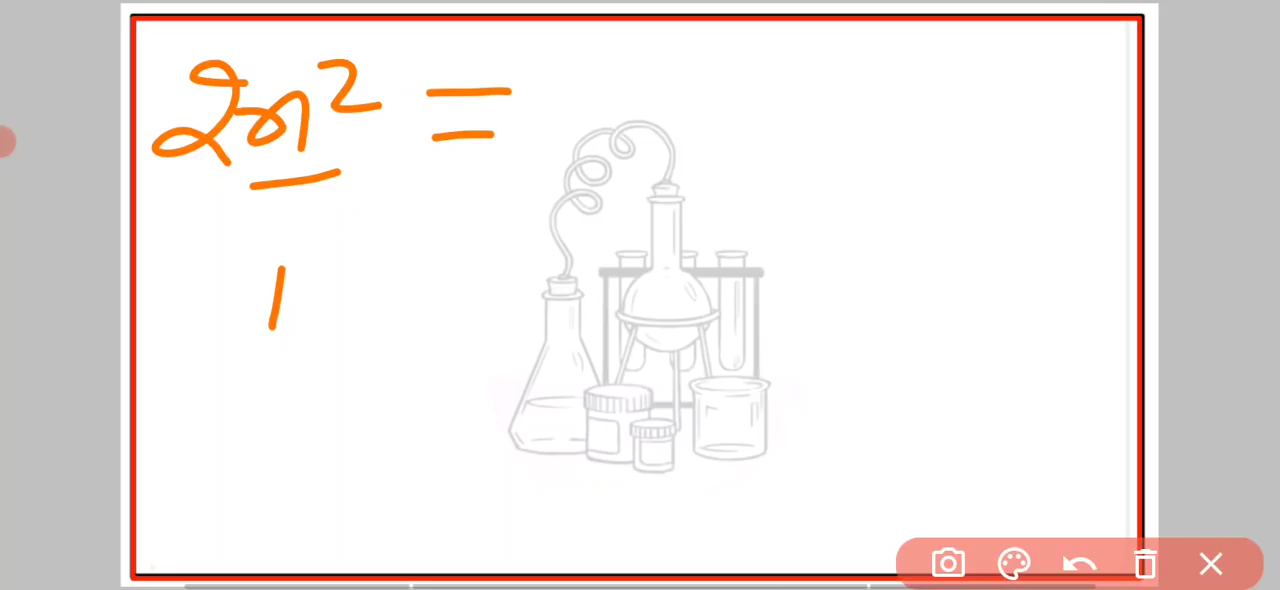 2n² =
1